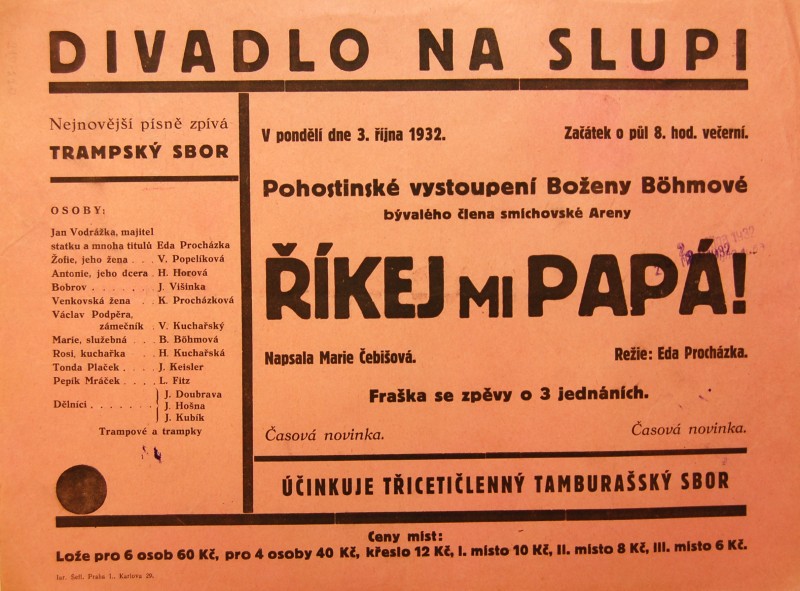 DIVADLO NA SLUPI
Nejnovější písně zpívá
TRAMPSKÝ SBOR
OSOBY:
Jan Vodrážka, majitel
statku a mnoha titulů Eda Procházka
Žofie, jeho žena . . . V. Popelíková
Antonie, jeho dcera . H. Horová
Bobrov . . . . . . . J. Višinka
Venkovská žena . . K. Procházková
Václav Podpěra,
zámečník . V. Kuchařský
Marie, služebná . . . B. Böhmová
Rosi, kuchařka . . . H. Kuchařská
Tonda Plaček . . . . J. Keisler
Pepík Mráček . . . . L. Fitz
Dělníci . . . . . . . J. Doubrava
J. Hošna
J. Kubík
Trampové a trampky
V pondělí dne 3. října 1932.
Začátek o půl 8. hod. večerní.
Pohostinské vystoupení Boženy Böhmové
bývalého člena smichovské Areny
ŘÍKEJ MI PAPÁ!
Napsala Marie Čebišová.
Režie: Eda Procházka.
Fraška se zpěvy o 3 jednáních.
Časová novinka.
Časová novinka.
ÚČINKUJE TŘICETIČLENNÝ TAMBURAŠSKÝ SBOR
Ceny míst:
Lože pro 6 osob 60 Kč, pro 4 osoby 40 Kč, křeslo 12 Kč, I. místo 10 Kč, II. místo 8 Kč, III. místo 6 Kč.
Jar. Šefl, Praha I., Karlova 29.